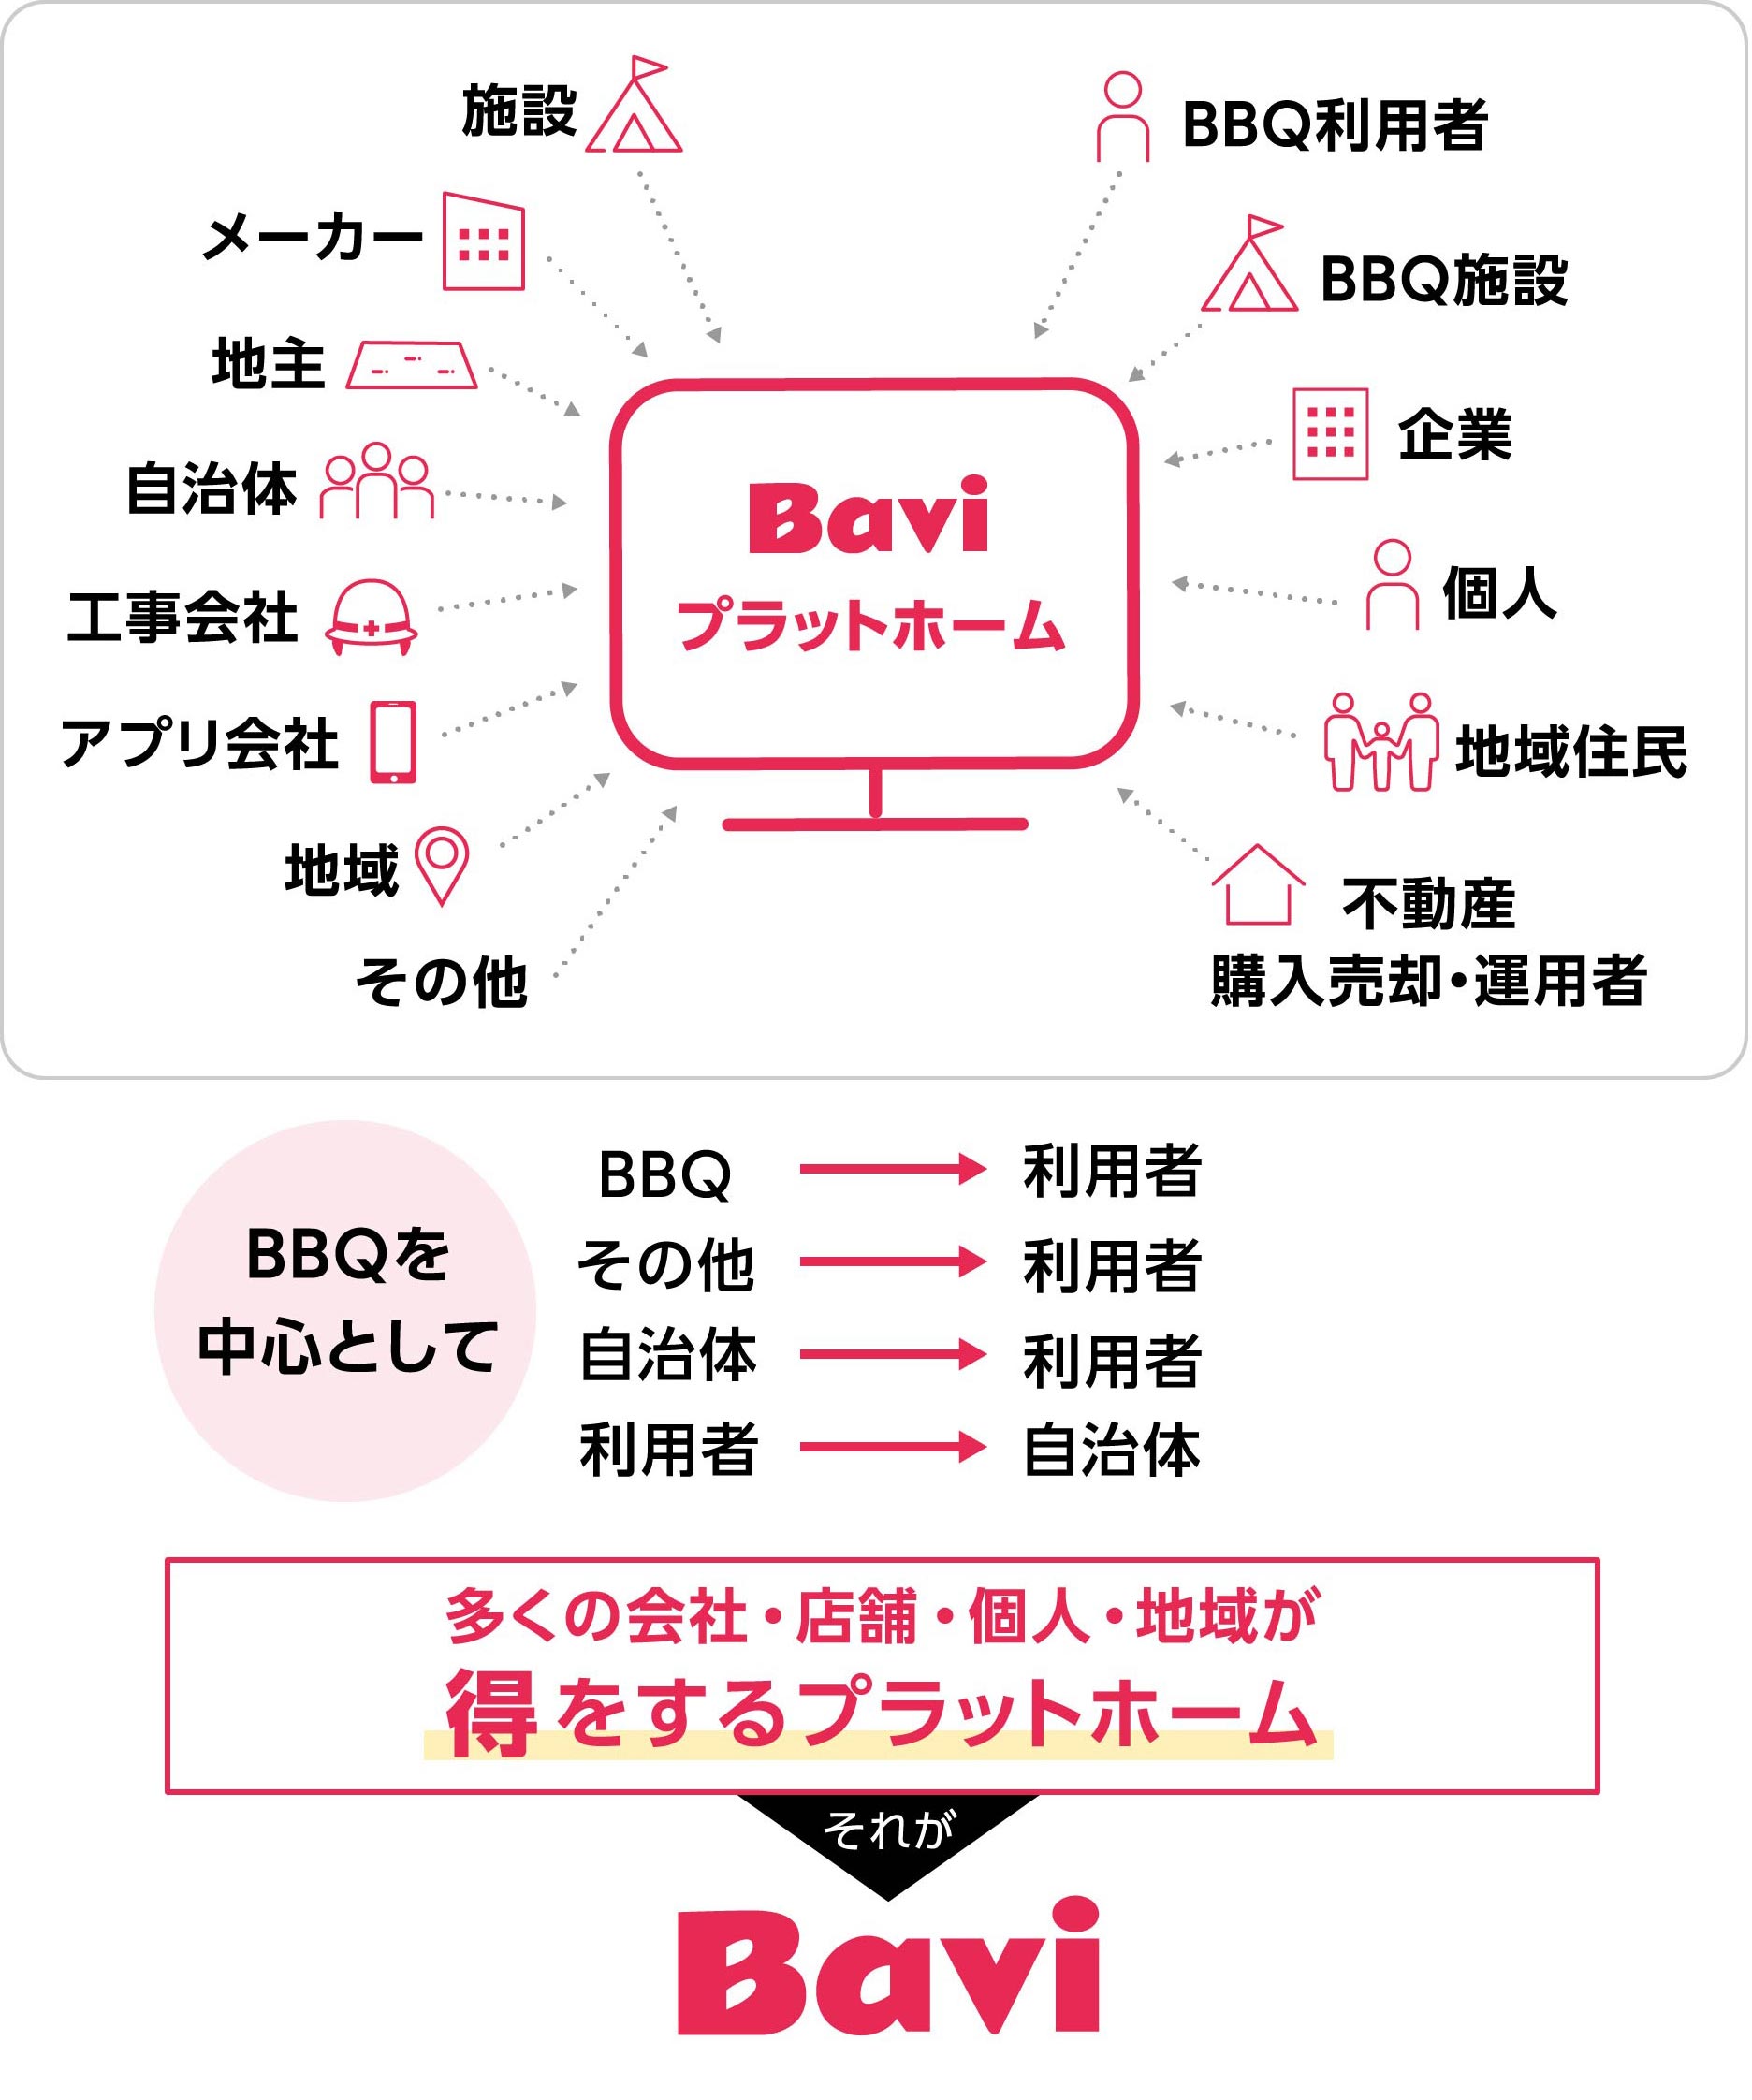 施設
メーカー
地主
自治体
工事会社
アプリ会社
地域
その他
Bavi
プラットホーム
BBQ利用者
BBQ施設
企業
個人
地域住民
不動産
購入売却・運用者
BBQを
中心として
BBQ
利用者
その他
利用者
自治体
利用者
利用者
自治体
多くの会社・店舗・個人・地域が
得をするプラットホーム
それが
Bavi